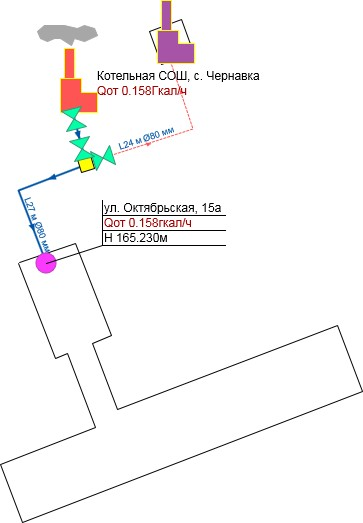 Котельная СОШ, с. Чернавка
Qот 0.158Гкал/ч
L24 м Ø80 мм
L27 м Ø80 мм
ул. Октябрьская, 15а
Qот 0.158гкал/ч
Н 165.230м